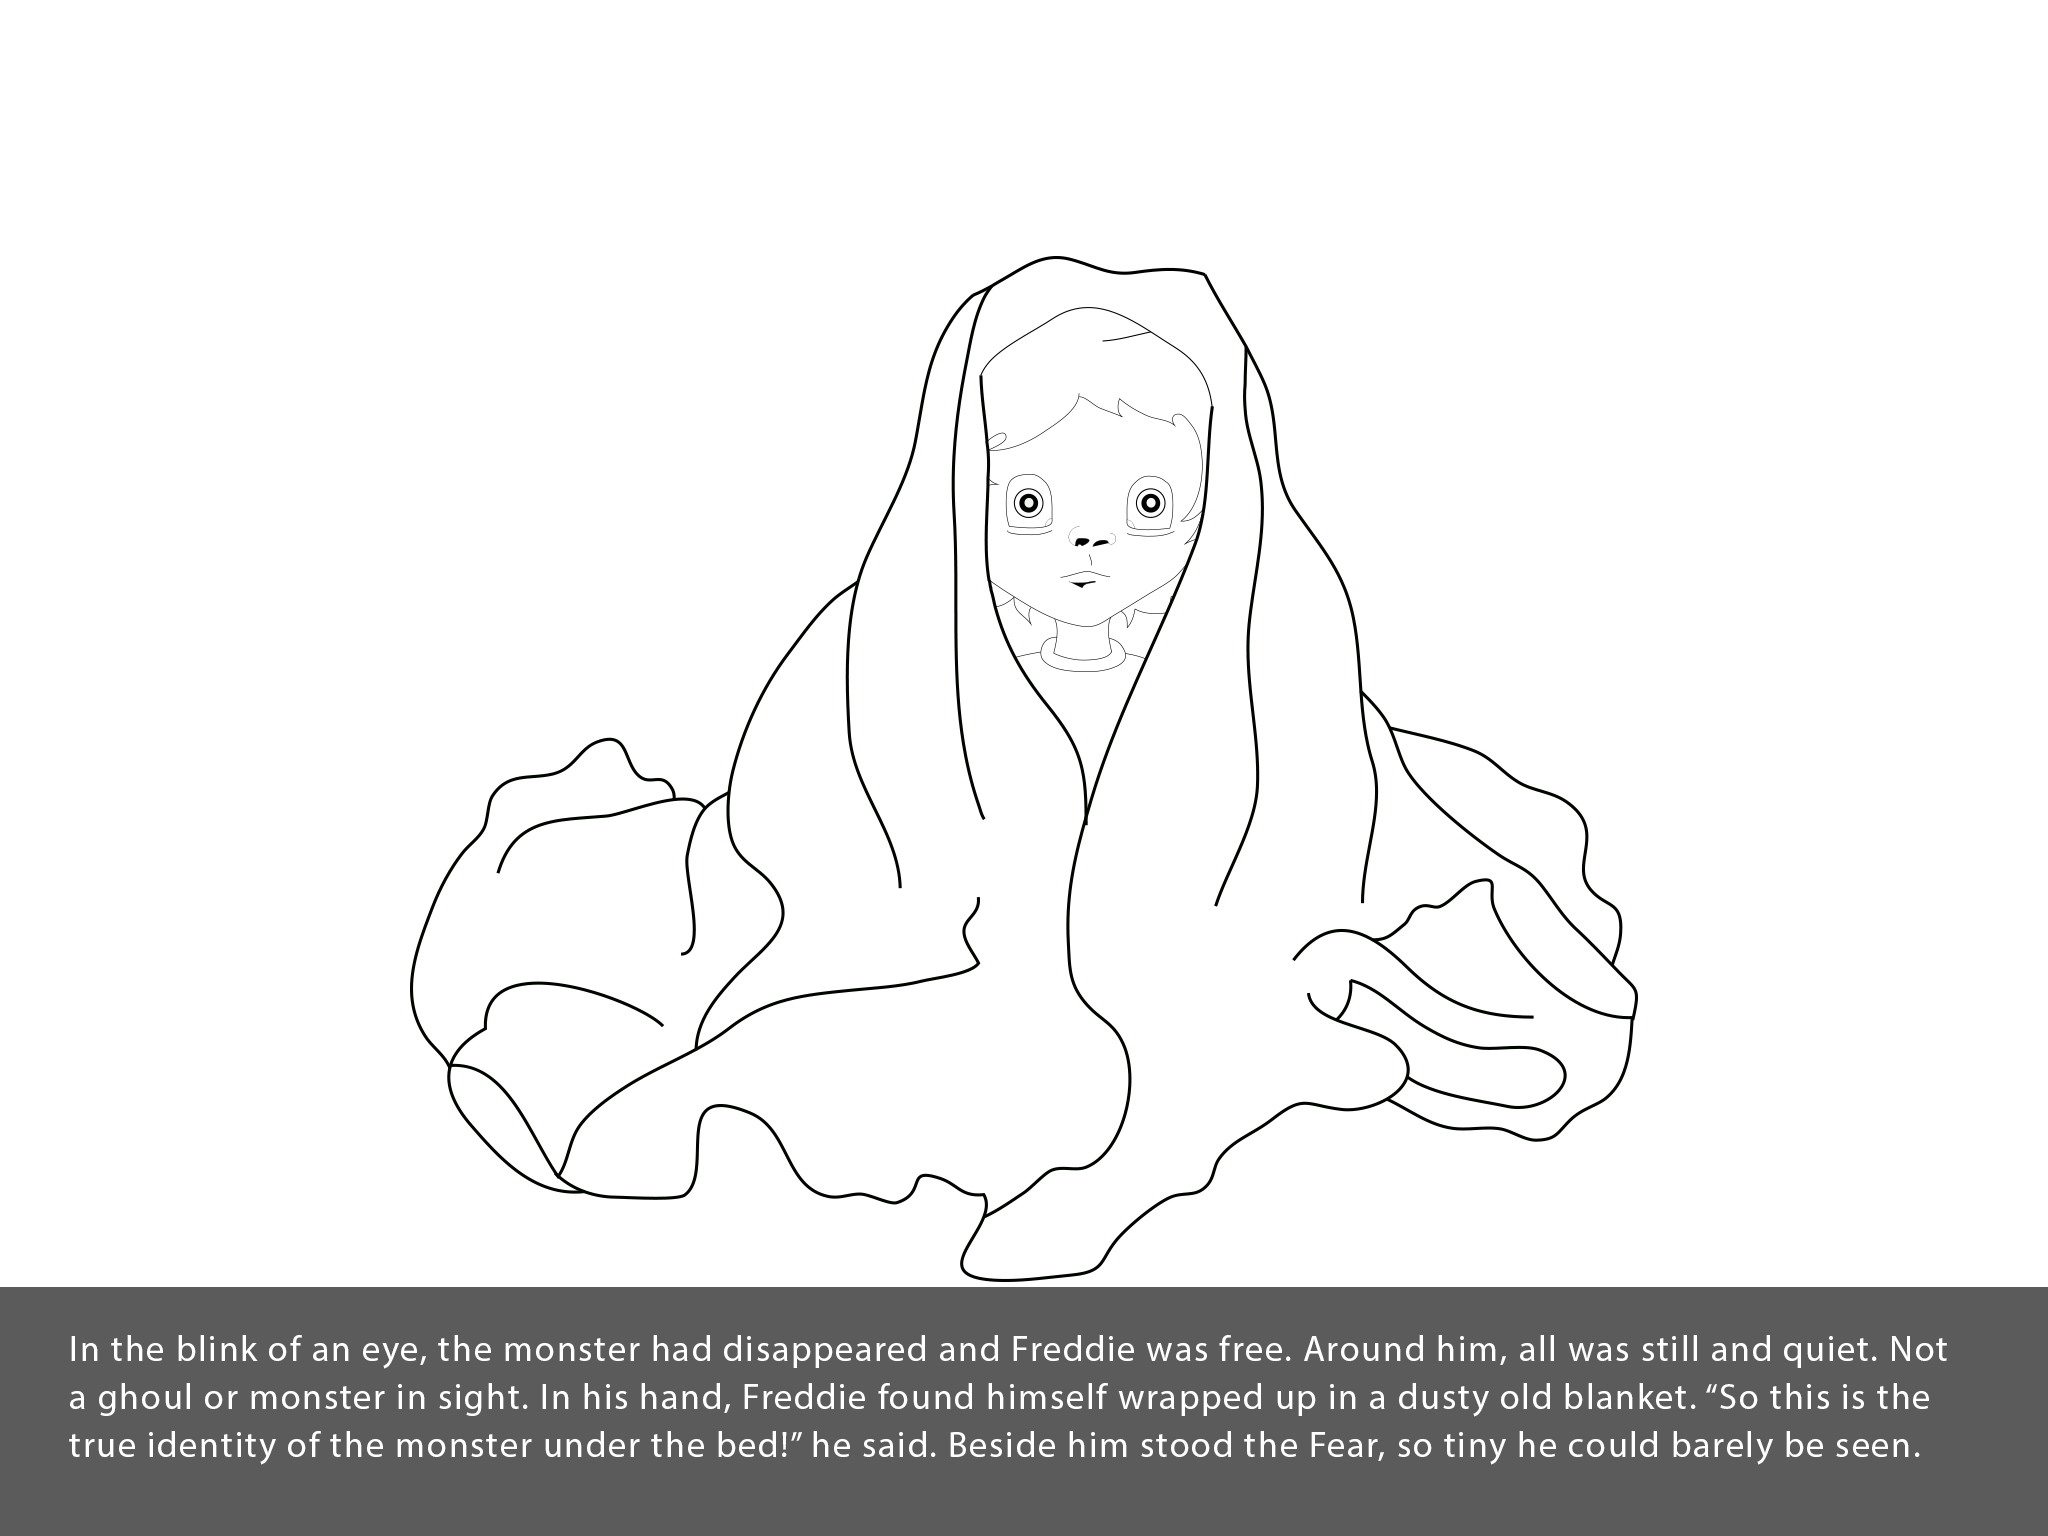 In the blink of an eye, the monster had disappeared and Freddie was free. Around him, all was still and quiet. Not
a ghoul or monster in sight. In his hand, Freddie found himself wrapped up in a dusty old blanket. “So this is the
true identity of the monster under the bed!” he said. Beside him stood the Fear, so tiny he could barely be seen.